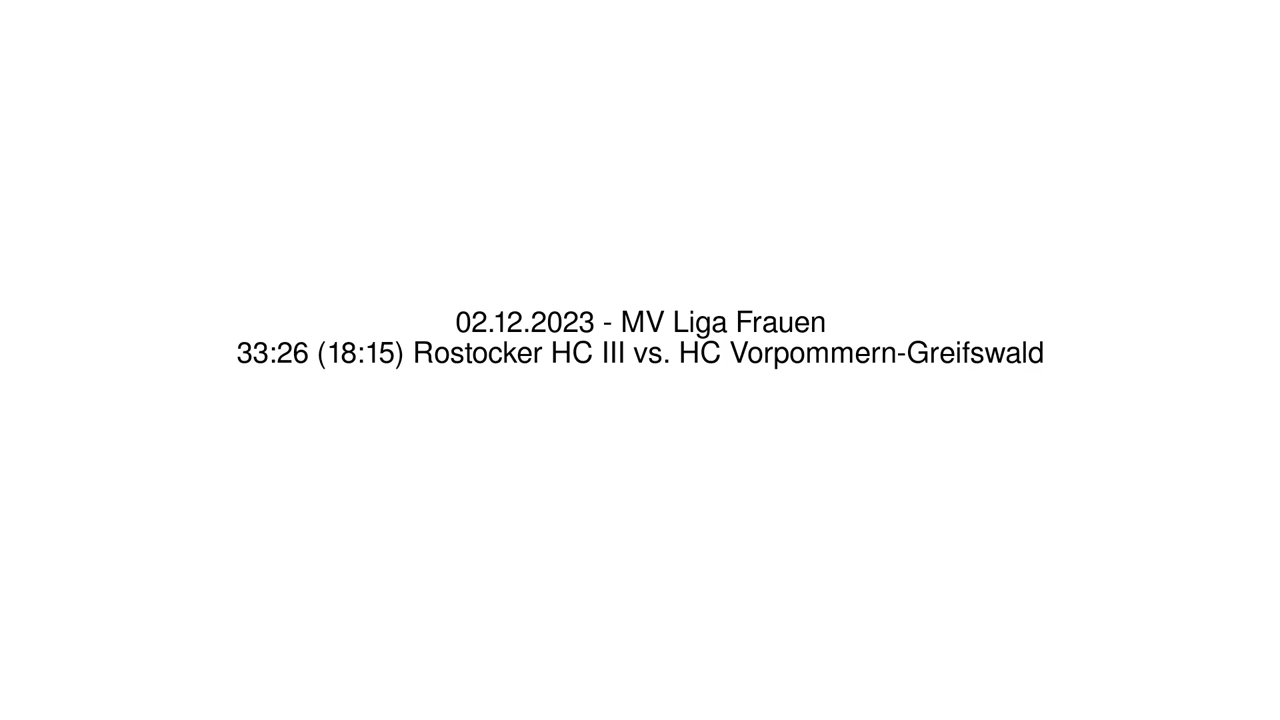 02.12.2023 - MV Liga Frauen
33:26 (18:15) Rostocker HC III vs. HC Vorpommern-Greifswald